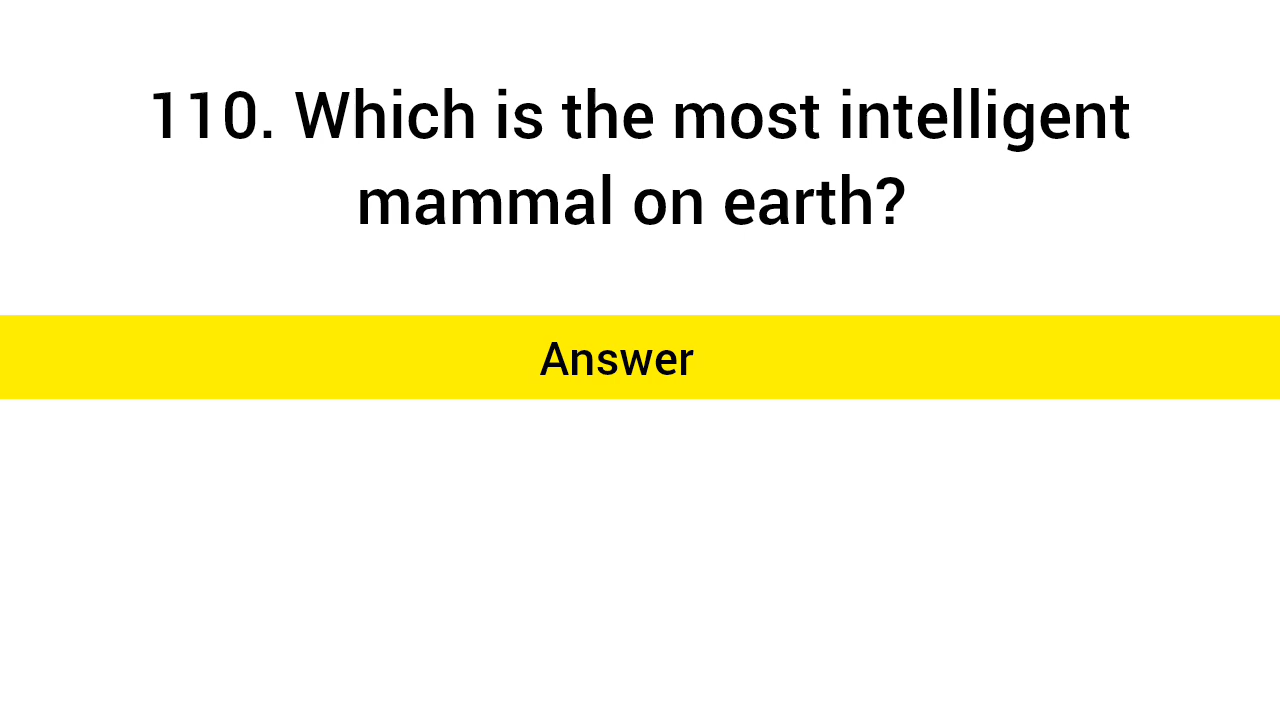 110. Which is the most intelligent
mammal on earth?
Answer